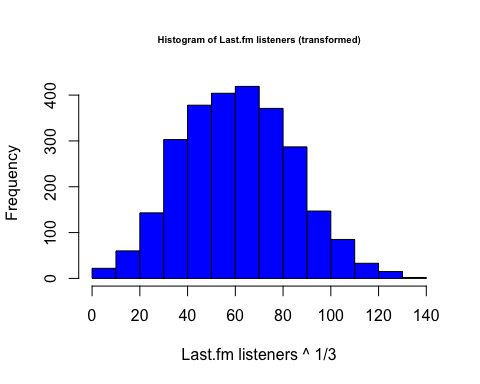 Histogram of Last.fm listeners (transformed)
Frequency
400
300
200
100
0
0 20 40 60 80 100 120 140
Last.fm listeners ^ 1/3